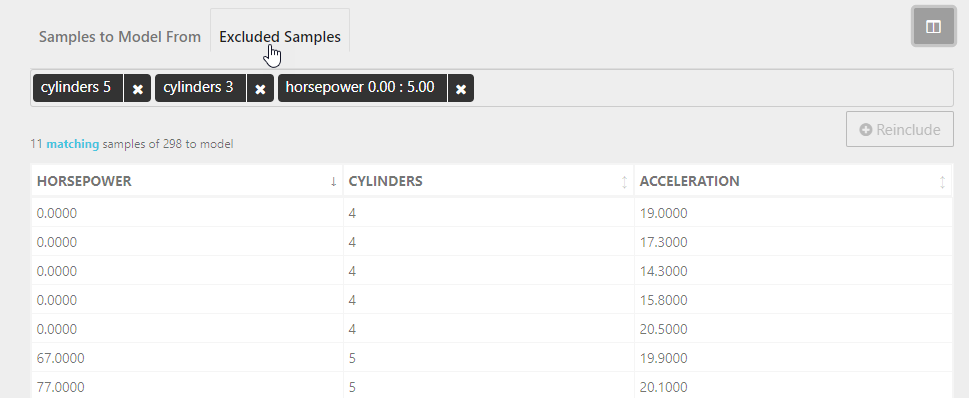 Samples to Model From Excluded Samples
cylinders 5 cylinders 3 horsepower 0.00 : 5.00
Reinclude
11 matching samples of 298 to model
HORSEPOWER CYLINDERS ACCELERATION
0.0000 4 19.0000
0.0000 4 17.3000
0.0000 4 14.3000
0.0000 4 15.8000
0.0000 4 20.5000
67.0000 5 19.9000
77.0000 5 20.1000